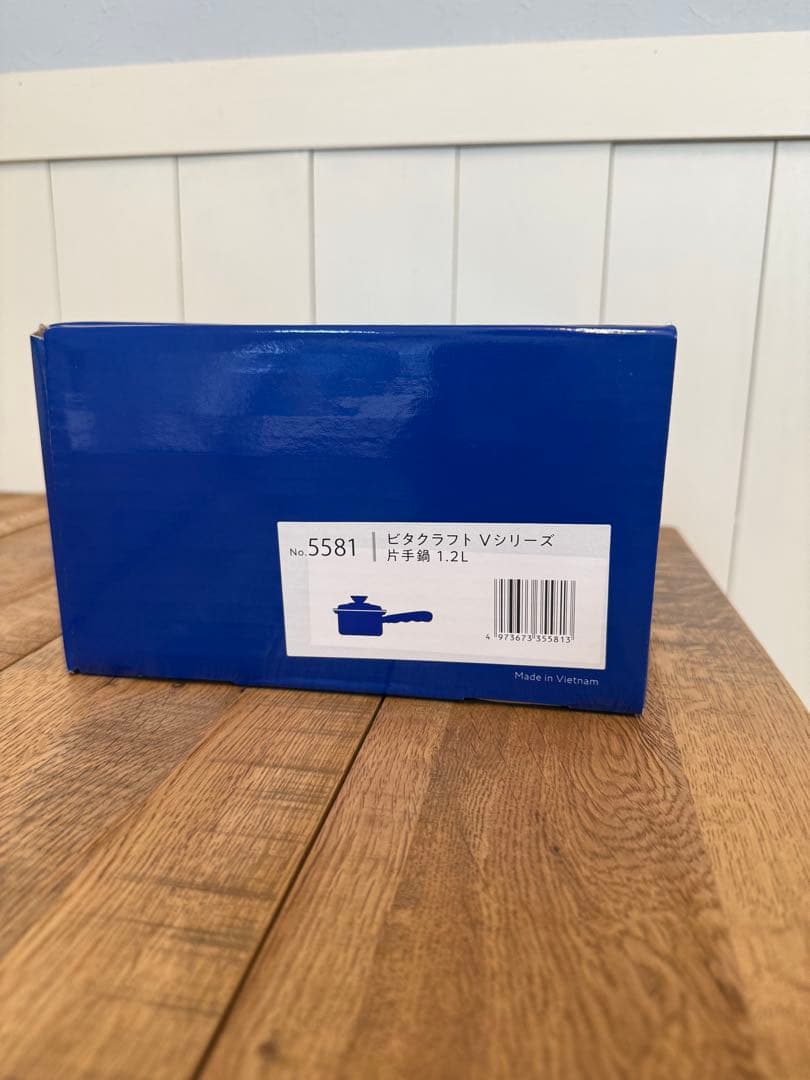 No.5581 ビタクラフト Vシリーズ
片手鍋 1.2L
4 973673 355813
Made in Vietnam